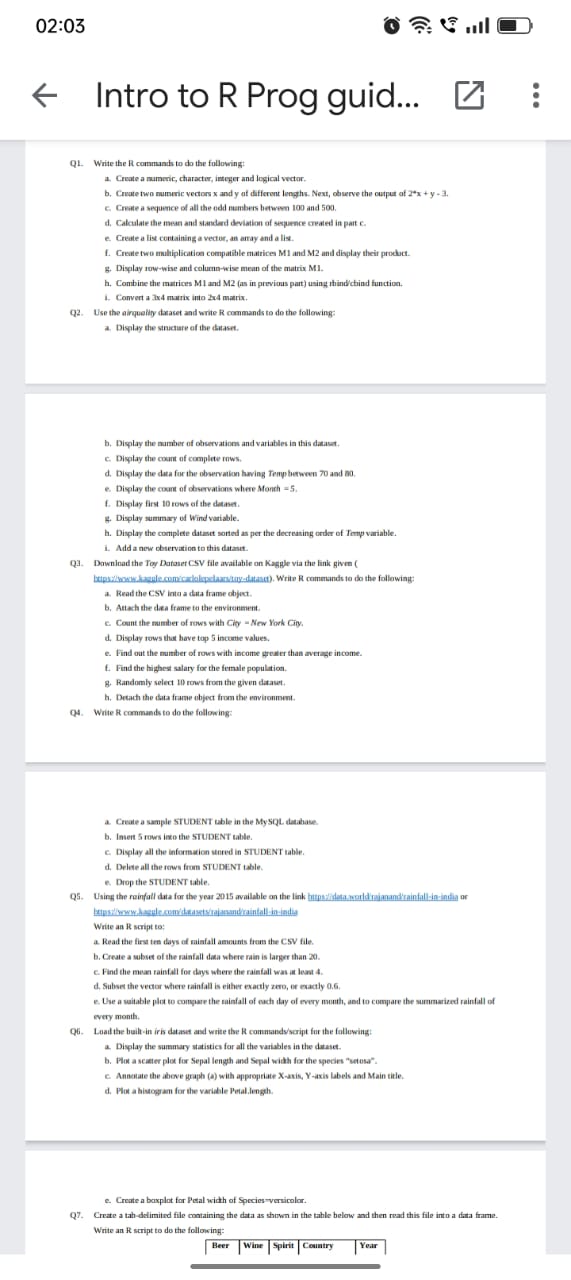 02:03
Intro to R Prog guid...
Q1. Write the R commands to do the following:
a. Create a numeric, character, integer and logical vector.
b. Create two numeric vectors x and y of different lengths. Next, observe the output of 2*x + y - 3.
c. Create a sequence of all the odd numbers between 100 and 500.
d. Calculate the mean and standard deviation of sequence created in part c.
e. Create a list containing a vector, an array and a list.
f. Create two multiplication compatible matrices M1 and M2 and display their product.
g. Display row-wise and column-wise mean of the matrix M1.
h. Combine the matrices M1 and M2 (as in previous part) using rbind/cbind function.
i. Convert a 3x4 matrix into 2x4 matrix.
Q2. Use the airquality dataset and write R commands to do the following:
a. Display the structure of the dataset.
b. Display the number of observations and variables in this dataset.
c. Display the count of complete rows.
d. Display the data for the observation having Temp between 70 and 80.
e. Display the count of observations where Month =5.
f. Display first 10 rows of the dataset.
g. Display summary of Wind variable.
h. Display the complete dataset sorted as per the decreasing order of Temp variable.
i. Add a new observation to this dataset.
Q3. Download the Toy Dataset CSV file available on Kaggle via the link given (
https://www.kaggle.com/carlolepelaars/toy-dataset). Write R commands to do the following:
a. Read the CSV into a data frame object.
b. Attach the data frame to the environment.
c. Count the number of rows with City = New York City.
d. Display rows that have top 5 income values.
e. Find out the number of rows with income greater than average income.
f. Find the highest salary for the female population.
g. Randomly select 10 rows from the given dataset.
h. Detach the data frame object from the environment.
Q4. Write R commands to do the following:
a. Create a sample STUDENT table in the MySQL database.
b. Insert 5 rows into the STUDENT table.
c. Display all the information stored in STUDENT table.
d. Delete all the rows from STUDENT table.
e. Drop the STUDENT table.
Q5. Using the rainfall data for the year 2015 available on the link https://data.world/rajanand/rainfall-in-india or
https://www.kaggle.com/datasets/rajanand/rainfall-in-india
Write an R script to:
a. Read the first ten days of rainfall amounts from the CSV file.
b. Create a subset of the rainfall data where rain is larger than 20.
c. Find the mean rainfall for days where the rainfall was at least 4.
d. Subset the vector where rainfall is either exactly zero, or exactly 0.6.
e. Use a suitable plot to compare the rainfall of each day of every month, and to compare the summarized rainfall of
every month.
Q6. Load the built-in iris dataset and write the R commands/script for the following:
a. Display the summary statistics for all the variables in the dataset.
b. Plot a scatter plot for Sepal length and Sepal width for the species "setosa".
c. Annotate the above graph (a) with appropriate X-axis, Y-axis labels and Main title.
d. Plot a histogram for the variable Petal.length.
e. Create a boxplot for Petal width of Species=versicolor.
Q7. Create a tab-delimited file containing the data as shown in the table below and then read this file into a data frame.
Write an R script to do the following:
Beer Wine Spirit Country Year